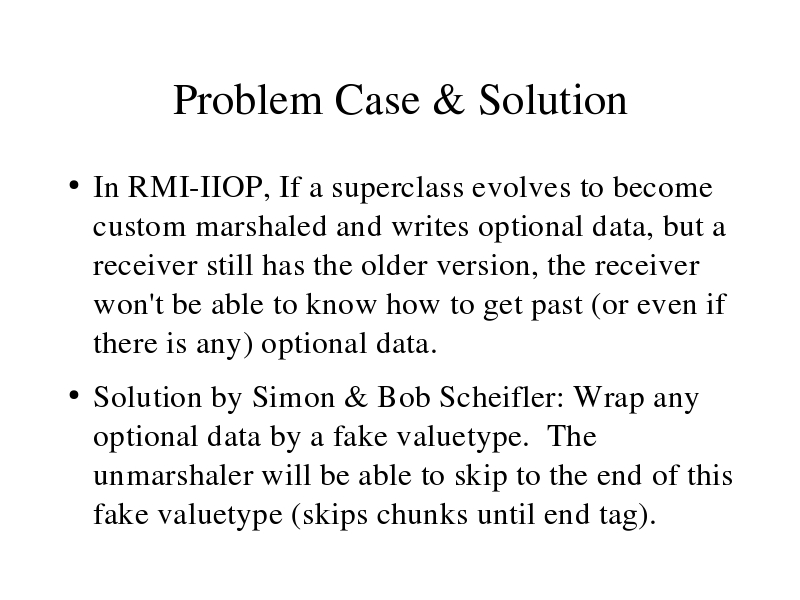 Problem Case & Solution
• In RMI-IIOP, If a superclass evolves to become
custom marshaled and writes optional data, but a
receiver still has the older version, the receiver
won't be able to know how to get past (or even if
there is any) optional data.
• Solution by Simon & Bob Scheifler: Wrap any
optional data by a fake valuetype.  The
unmarshaler will be able to skip to the end of this
fake valuetype (skips chunks until end tag).